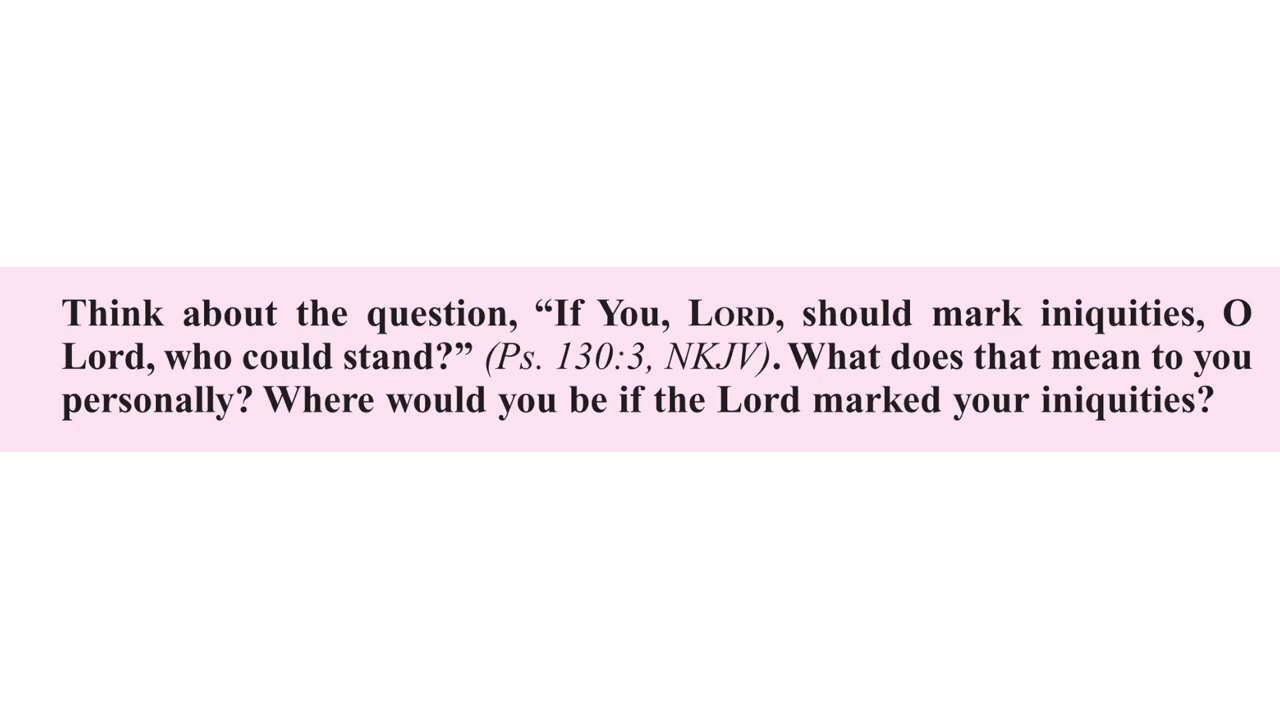 Think about the question, “If You, LORD, should mark iniquities, O
Lord, who could stand?” (Ps. 130:3, NKJV). What does that mean to you
personally? Where would you be if the Lord marked your iniquities?